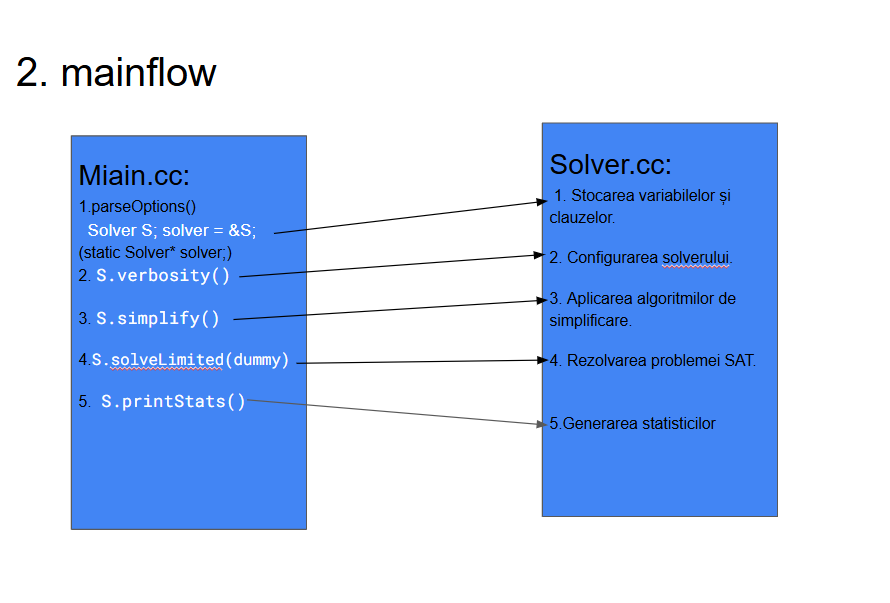 2. mainflow
Miain.cc:
1.parseOptions()
Solver S; solver = &S;
(static Solver* solver;)
2. S.verbosity()
3. S.simplify()
4.S.solveLimited(dummy)
5. S.printStats()
Solver.cc:
1. Stocarea variabilelor și
clauzelor.
2. Configurarea solverului.
3. Aplicarea algoritmilor de
simplificare.
4. Rezolvarea problemei SAT.
5.Generarea statisticilor